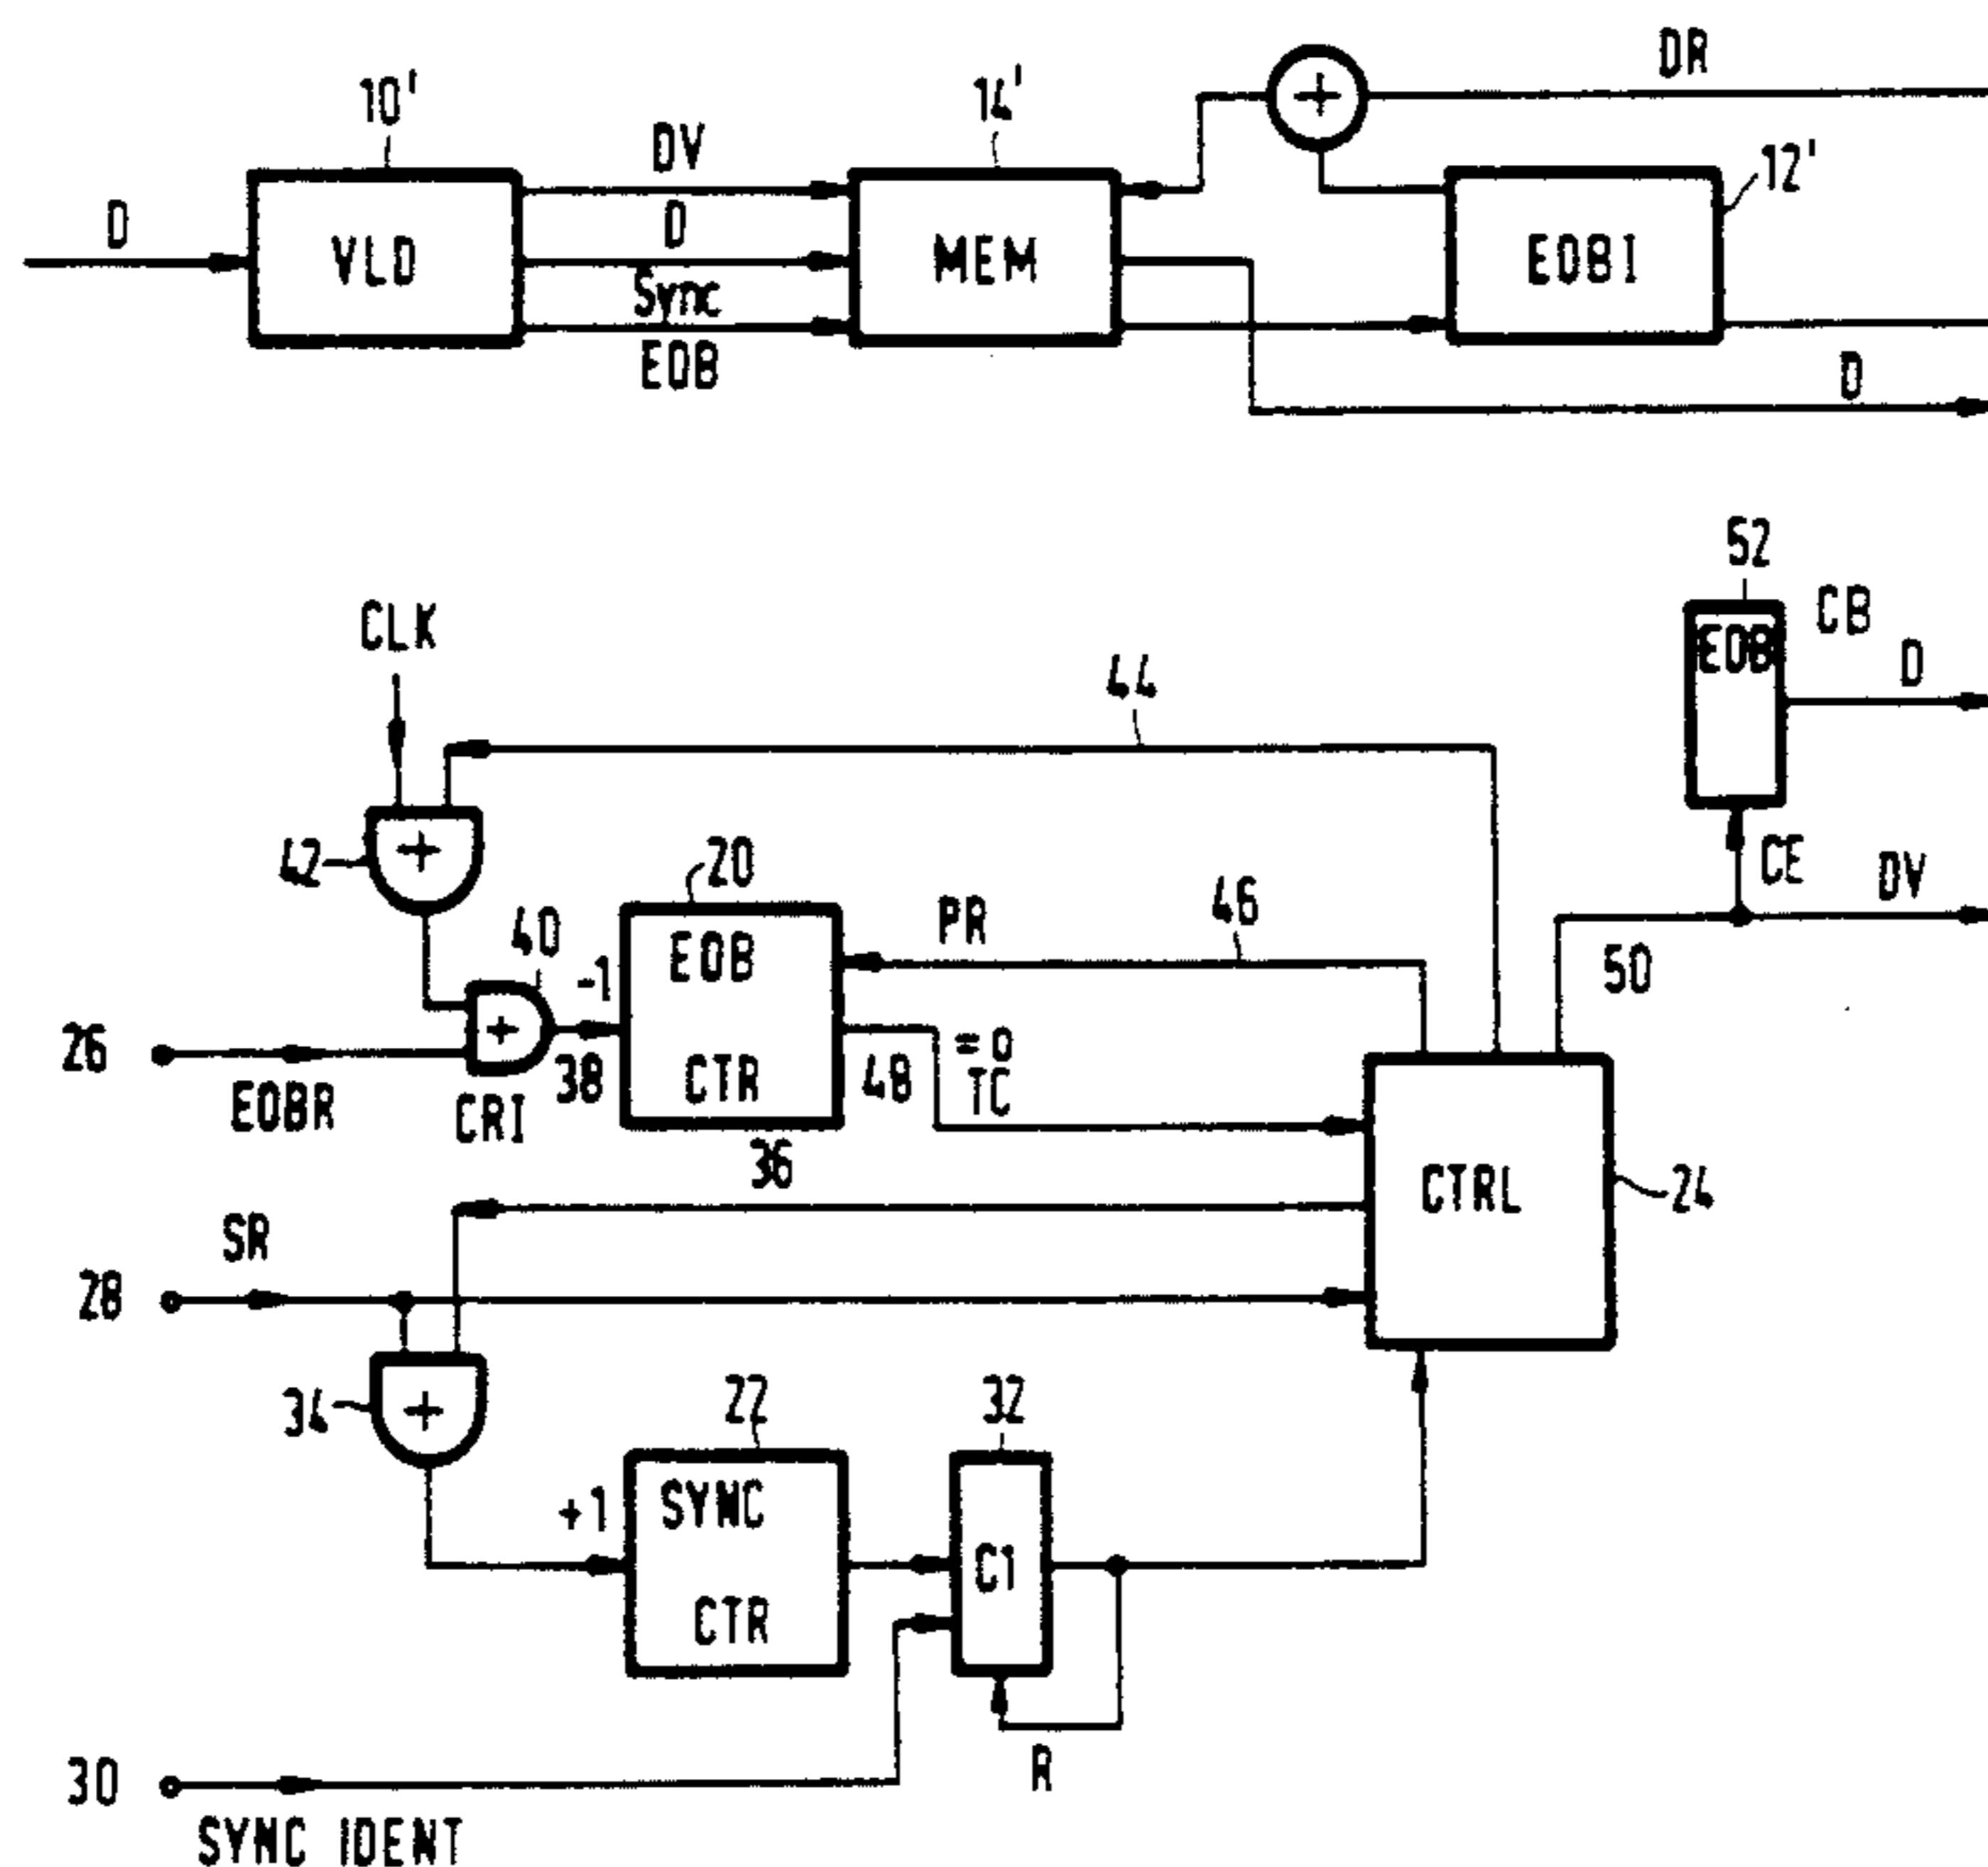 DR
10'
14'
12'
DV
D
D
VLD
MEM
EOBI
Sync
EOB
D
52
CB
EOB
D
CLK
44
CE
DV
42
+
20
40
-1
EOB
PR
46
50
26
+
EOBR
CRI
38
CTR
48
=0
TC
36
CTRL
24
SR
28
34
+
22
32
+1
SYNC
C1
CTR
R
30
SYNC IDENT
+